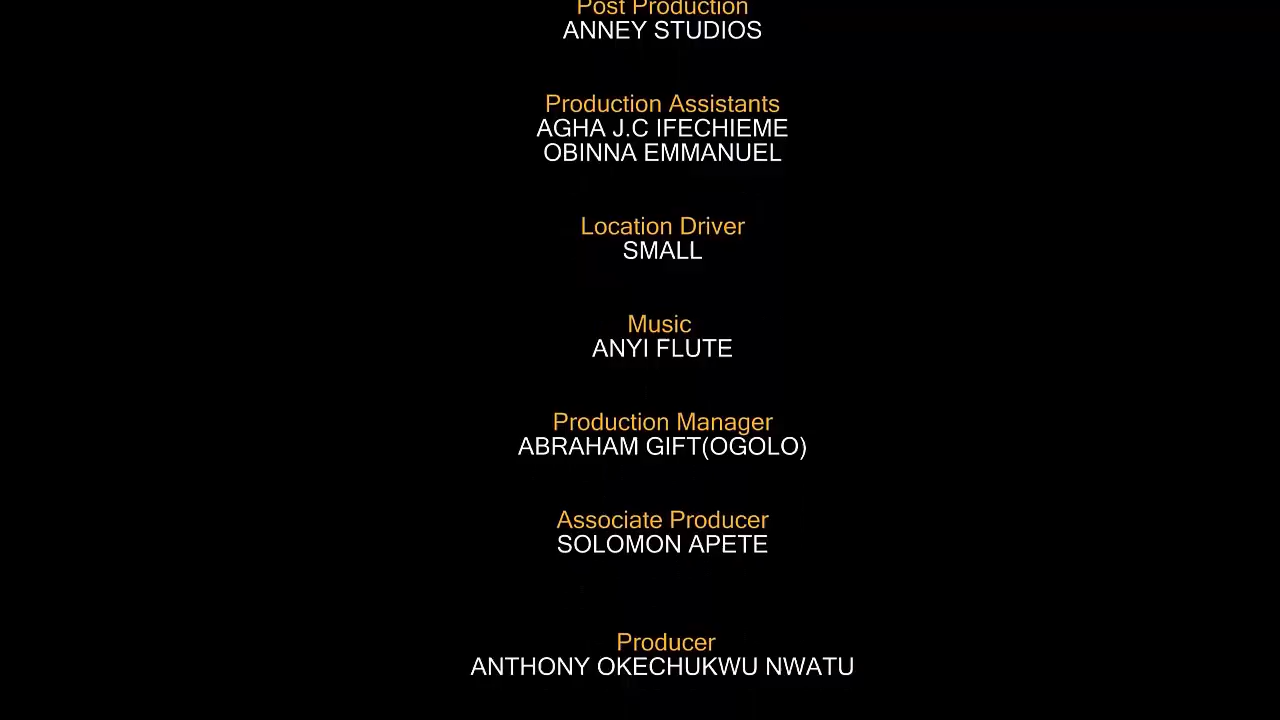 Post Production
ANNEY STUDIOS
Production Assistants
AGHA J.C IFECHIEME
OBINNA EMMANUEL
Location Driver
SMALL
Music
ANYI FLUTE
Production Manager
ABRAHAM GIFT(OGOLO)
Associate Producer
SOLOMON APETE
Producer
ANTHONY OKECHUKWU NWATU